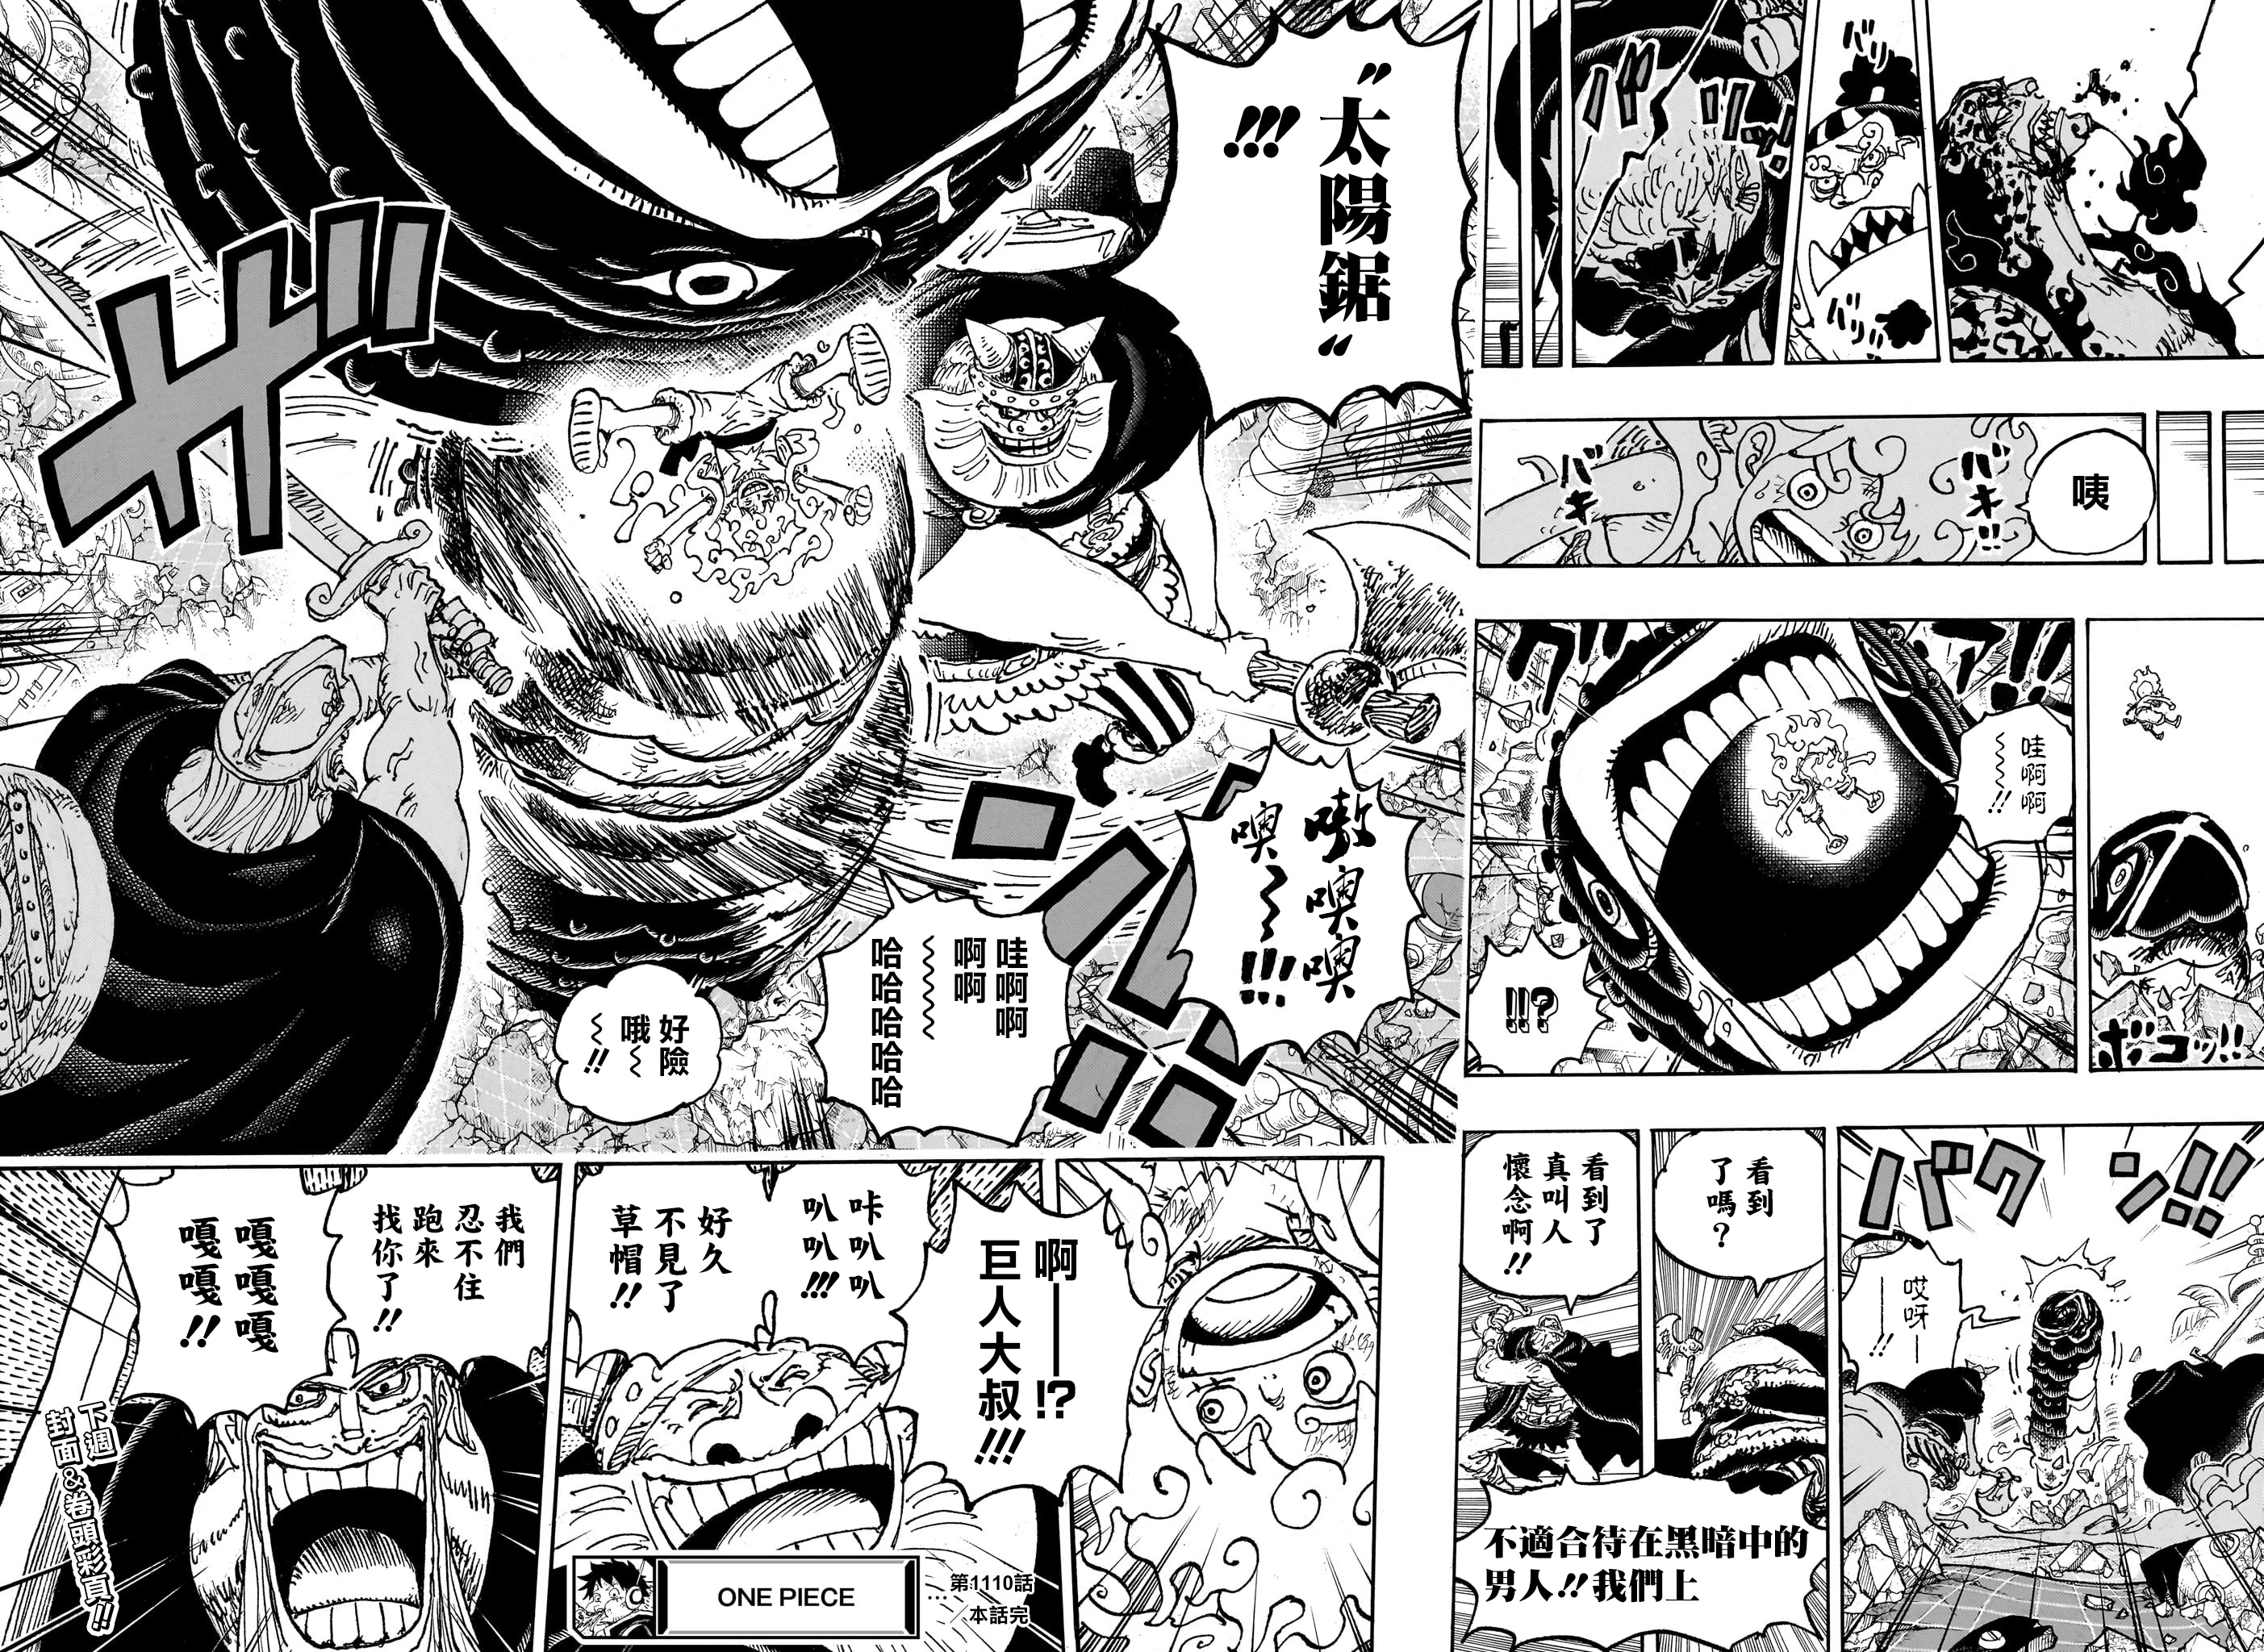 バリ
バリッ
バリバリッ
咦
バキ
バキ!!
ボコッ!!
哇啊啊
~~~!!
!!?
バクン!!
哎呀—
—!!
看到
了嗎?
看到了
真叫人
懷念啊!!
不適合待在黑暗中的
男人!!我們上
〝太陽鋸〟
!!!
ザン
嗷噢噢
噢~~!!!
哇啊啊
啊啊
~~~~
哈哈哈哈哈
好險
哦~
~!!
啊——!?
巨人大叔!!!
咔叭叭
叭叭!!!
好久
不見了
草帽!!
我們
忍不住
跑來
找你了!!
嘎嘎嘎
嘎嘎!!
下週
封面&卷頭彩頁!!
ONE PIECE
第1110話
…
本話完